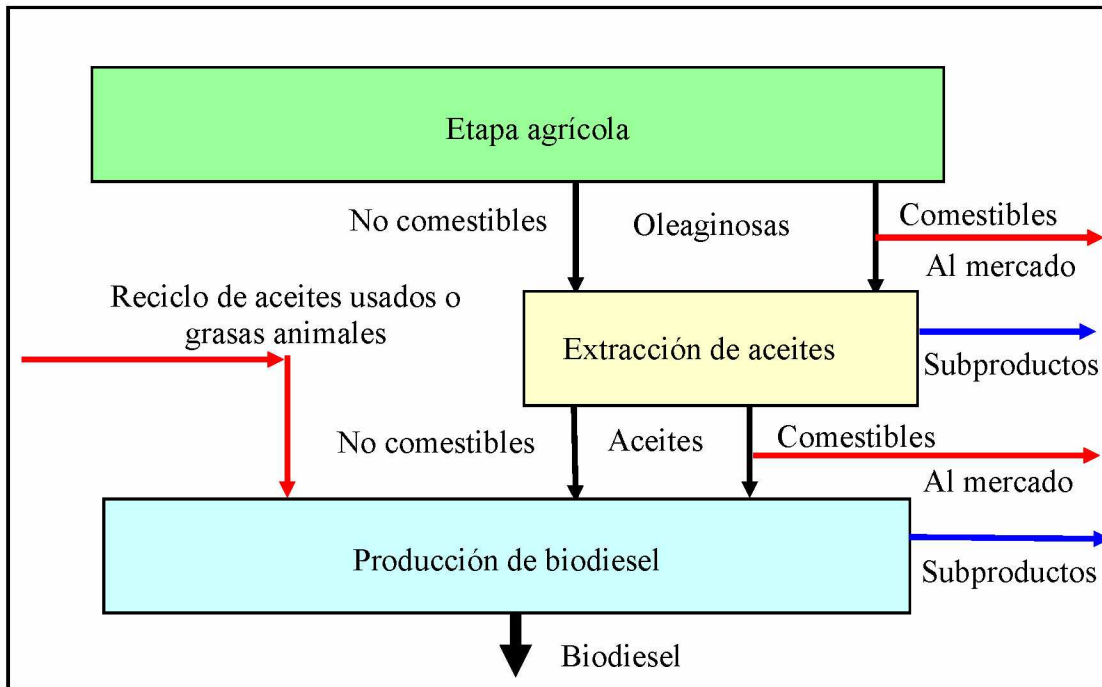 Etapa agrícola
No comestibles
Oleaginosas
Comestibles
Al mercado
Reciclo de aceites usados o
grasas animales
Extracción de aceites
Subproductos
No comestibles
Aceites
Comestibles
Al mercado
Producción de biodiesel
Subproductos
Biodiesel